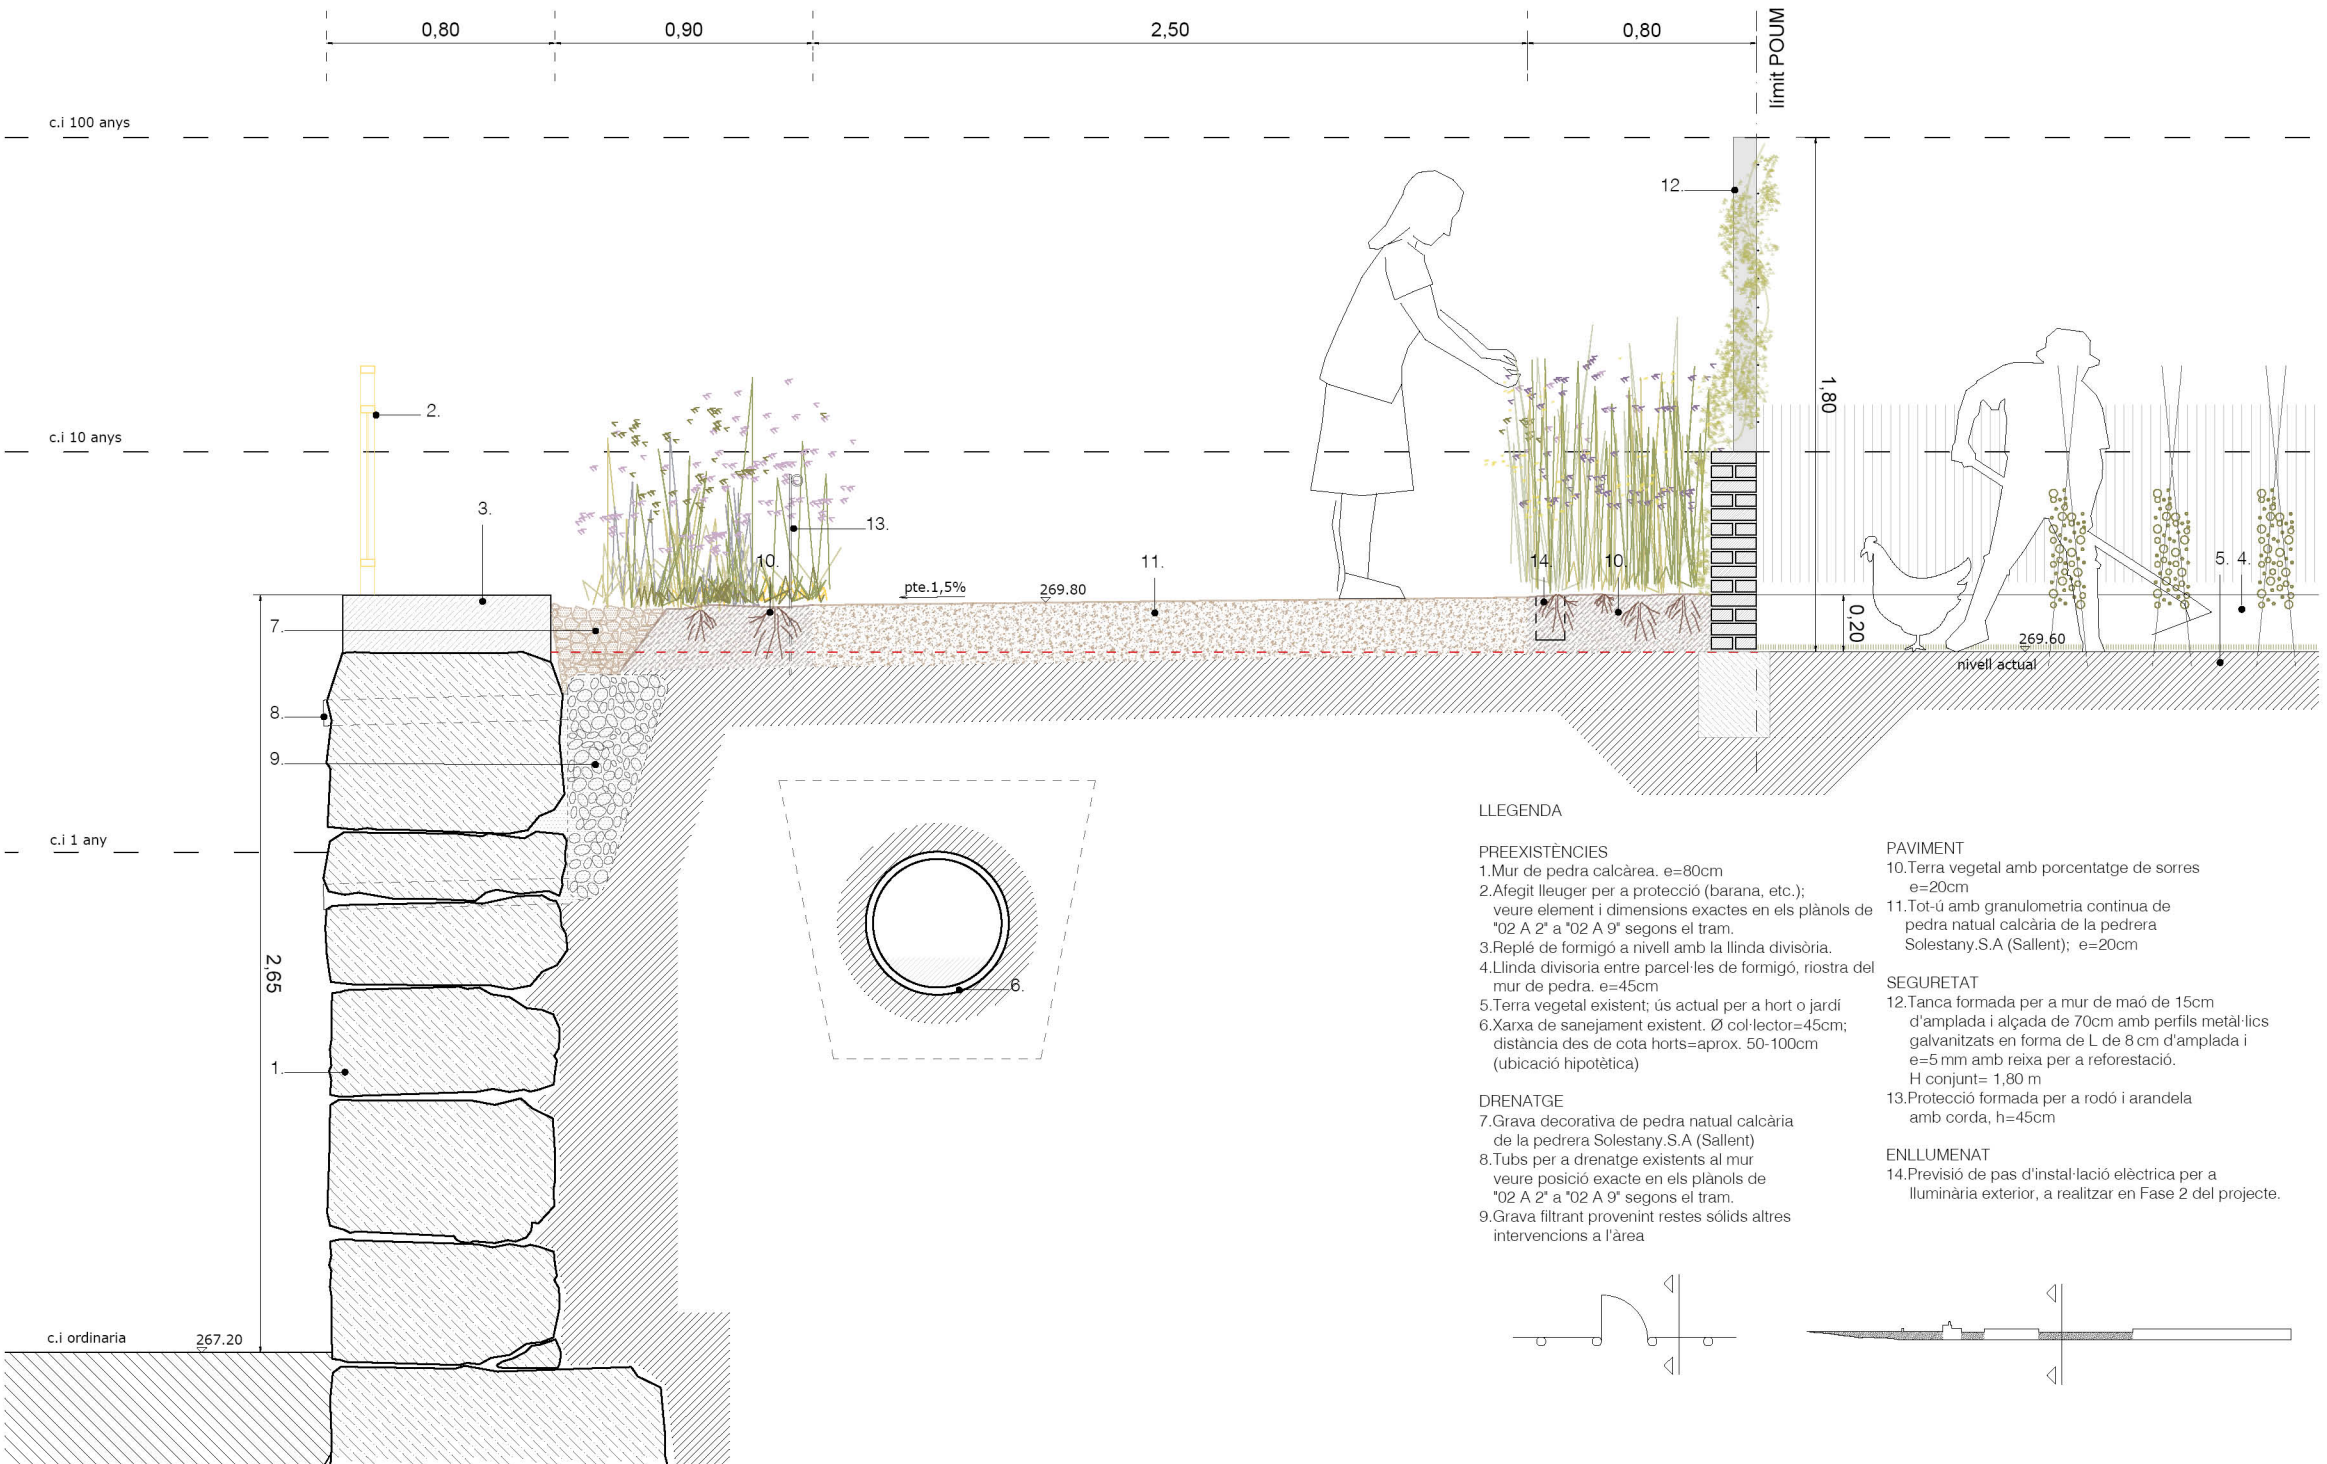 0,80
0,90
2,50
0,80
límit POUM
c.i 100 anys
12.
2.
1,80
c.i 10 anys
3.
13.
10.
11.
14.
10.
5.
4.
pte.1,5%
269.80
7.
0,20
269.60
nivell actual
8.
9.
c.i 1 any
2,65
6.
1.
c.i ordinaria
267.20
LLEGENDA
PREEXISTÈNCIES
1.Mur de pedra calcàrea. e=80cm
2.Afegit lleuger per a protecció (barana, etc.);
veure element i dimensions exactes en els plànols de
"02 A 2" a "02 A 9" segons el tram.
3.Replé de formigó a nivell amb la llinda divisòria.
4.Llinda divisoria entre parcel·les de formigó, riostra del
mur de pedra. e=45cm
5.Terra vegetal existent; ús actual per a hort o jardí
6.Xarxa de sanejament existent. Ø col·lector=45cm;
distància des de cota horts=aprox. 50-100cm
(ubicació hipotètica)
DRENATGE
7.Grava decorativa de pedra natual calcària
de la pedrera Solestany.S.A (Sallent)
8.Tubs per a drenatge existents al mur
veure posició exacte en els plànols de
"02 A 2" a "02 A 9" segons el tram.
9.Grava filtrant provenint restes sólids altres
intervencions a l'àrea
PAVIMENT
10.Terra vegetal amb porcentatge de sorres
e=20cm
11.Tot-ú amb granulometria continua de
pedra natual calcària de la pedrera
Solestany.S.A (Sallent); e=20cm
SEGURETAT
12.Tanca formada per a mur de maó de 15cm
d'amplada i alçada de 70cm amb perfils metàl·lics
galvanitzats en forma de L de 8 cm d'amplada i
e=5 mm amb reixa per a reforestació.
H conjunt= 1,80 m
13.Protecció formada per a rodó i arandela
amb corda, h=45cm
ENLLUMENAT
14.Previsió de pas d'instal·lació elèctrica per a
lluminària exterior, a realitzar en Fase 2 del projecte.